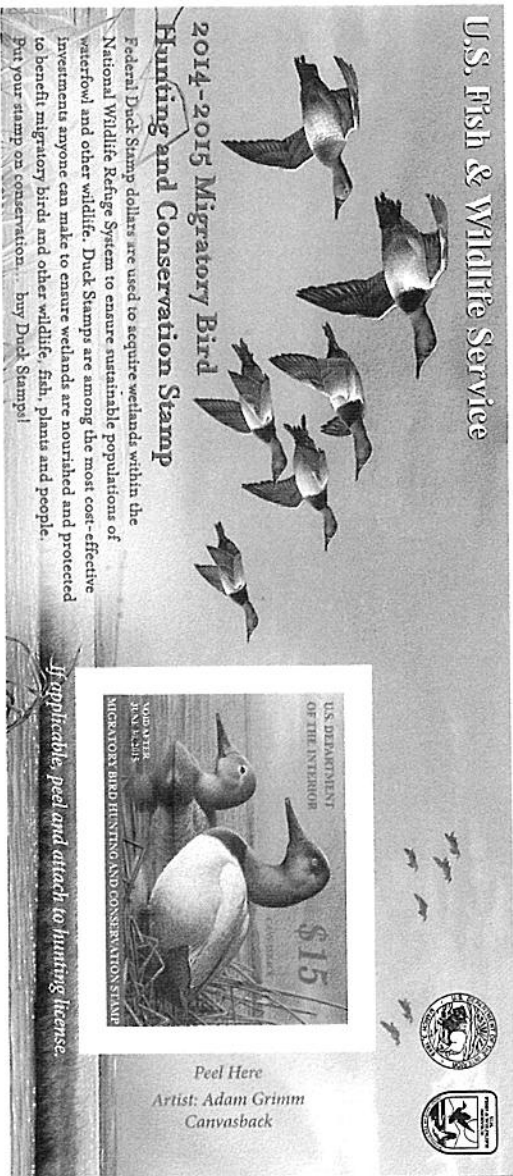 U.S. Fish & Wildlife Service
2014-2015 Migratory Bird
Hunting and Conservation Stamp
Federal Duck Stamp dollars are used to acquire wetlands within the
National Wildlife Refuge System to ensure sustainable populations of
waterfowl and other wildlife. Duck Stamps are among the most cost-effective
investments anyone can make to ensure wetlands are nourished and protected
to benefit migratory birds and other wildlife, fish, plants and people.
Put your stamp on conservation... buy Duck Stamps!
U.S. DEPARTMENT
OF THE INTERIOR
$15
CANVASBACK
VOID AFTER
JUNE 30, 2015
MIGRATORY BIRD HUNTING AND CONSERVATION STAMP
If applicable, peel and attach to hunting license.
Peel Here
Artist: Adam Grimm
Canvasback